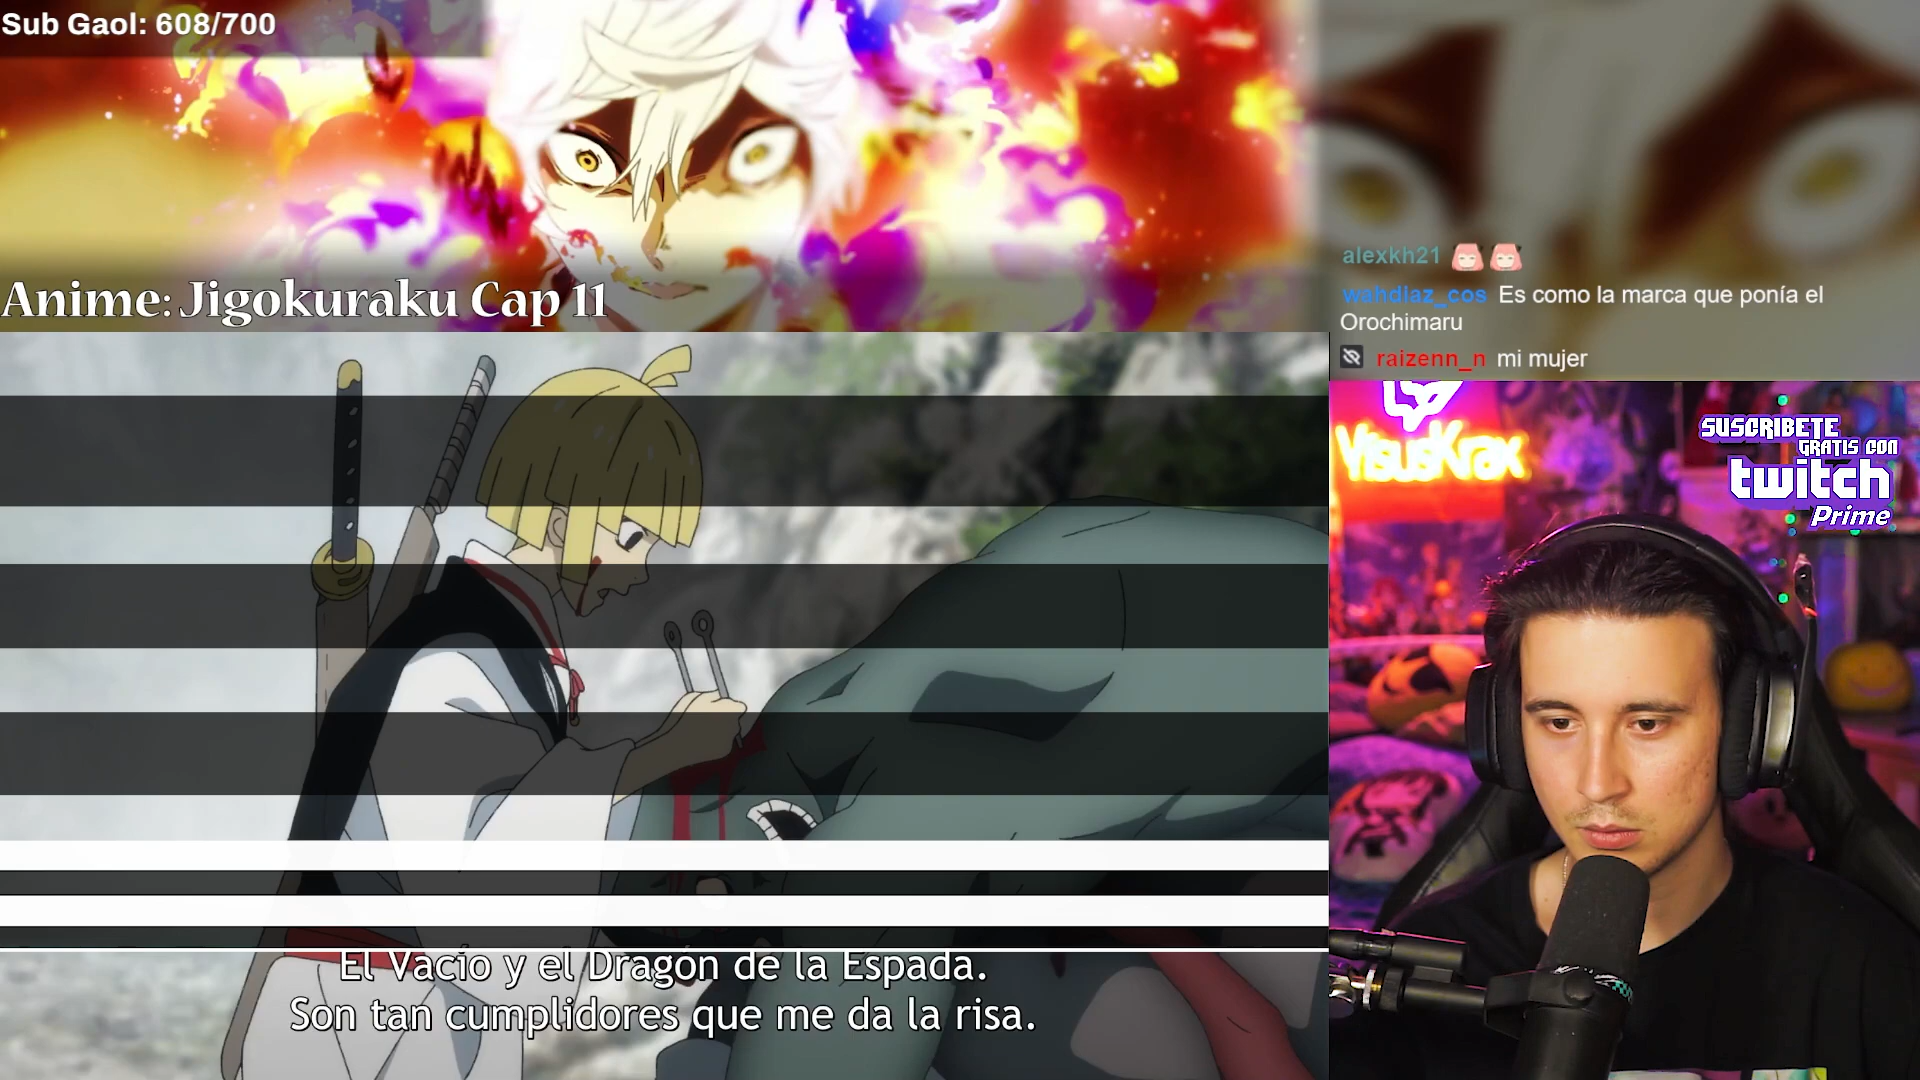 Sub Gaol: 608/700
Anime: Jigokuraku Cap 11
alexkh21
wahdiaz_cos Es como la marca que ponía el
Orochimaru
raizenn_n mi mujer
VisusKrax
SUSCRIBETE
GRATIS CON
twitch
Prime
El Vacío y el Dragón de la Espada.
Son tan cumplidores que me da la risa.